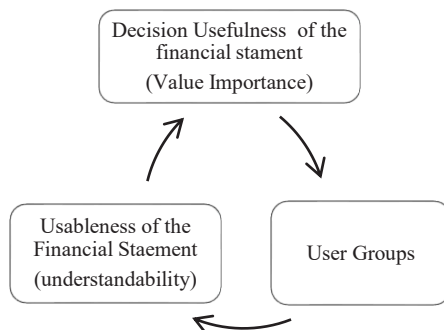 Decision Usefulness of the
financial stament
(Value Importance)
Usableness of the
Financial Staement
(understandability)
User Groups